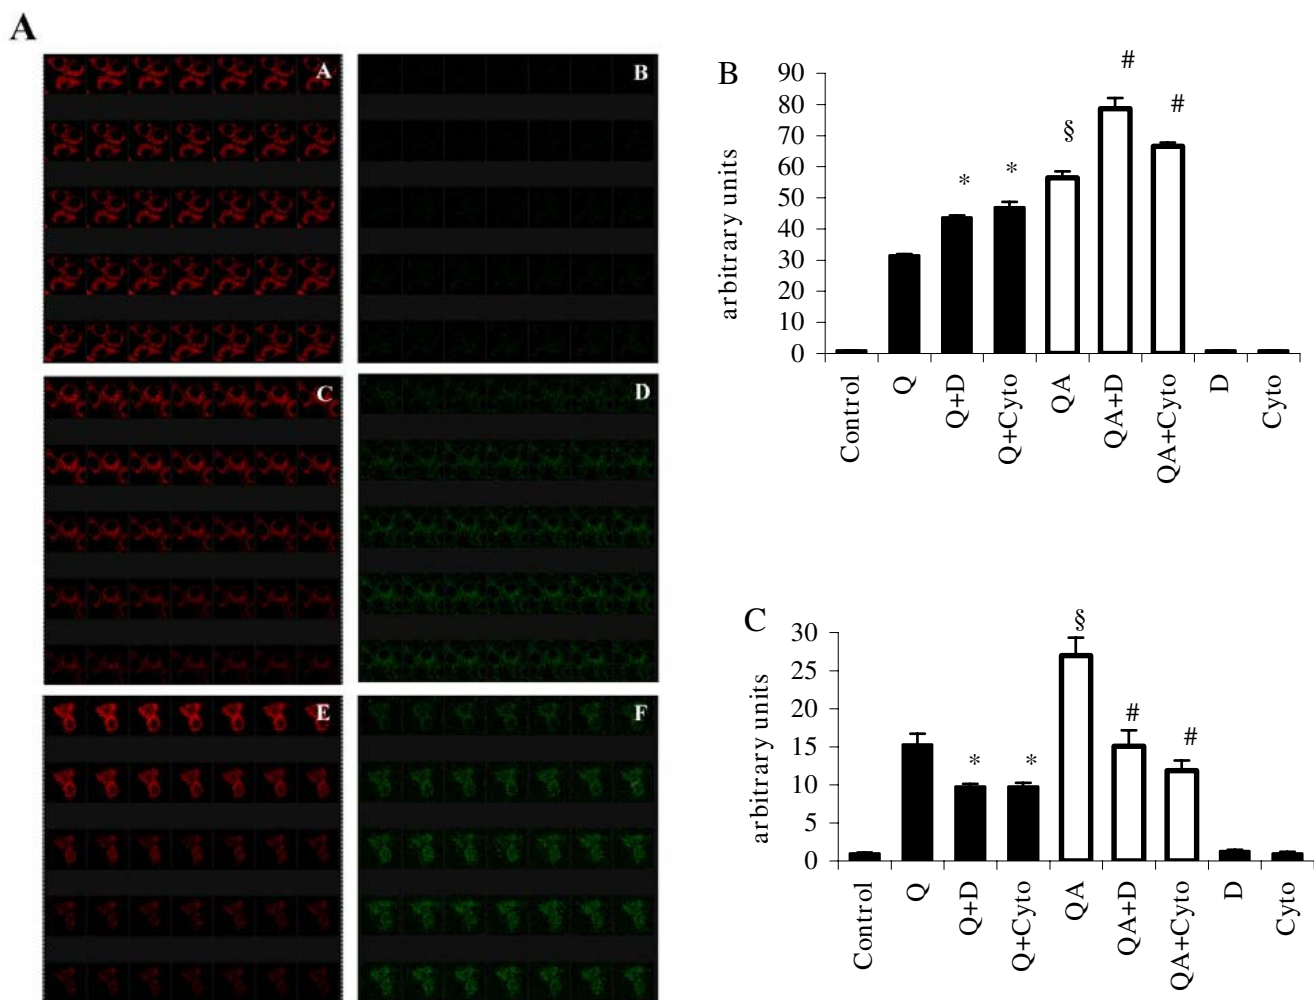 A
A
B
C
D
E
F
B
arbitrary units
90
80
70
60
50
40
30
20
10
0
* * § # #
Control Q Q+D Q+Cyto QA QA+D QA+Cyto D Cyto
C
arbitrary units
30
25
20
15
10
5
0
* * § # #
Control Q Q+D Q+Cyto QA QA+D QA+Cyto D Cyto